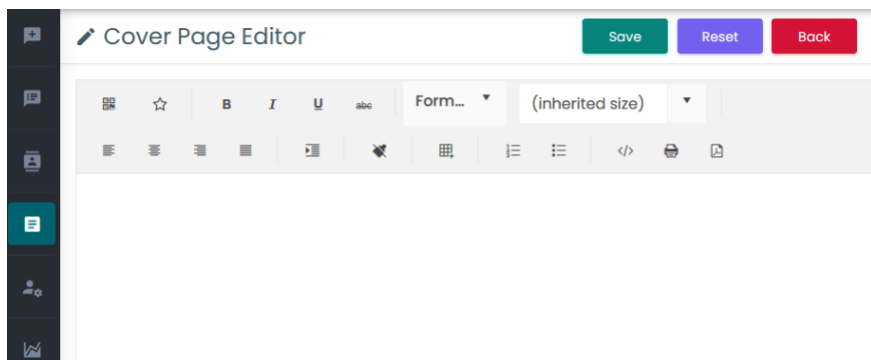 Cover Page Editor
Save
Reset
Back
B I U abc Form... (inherited size)